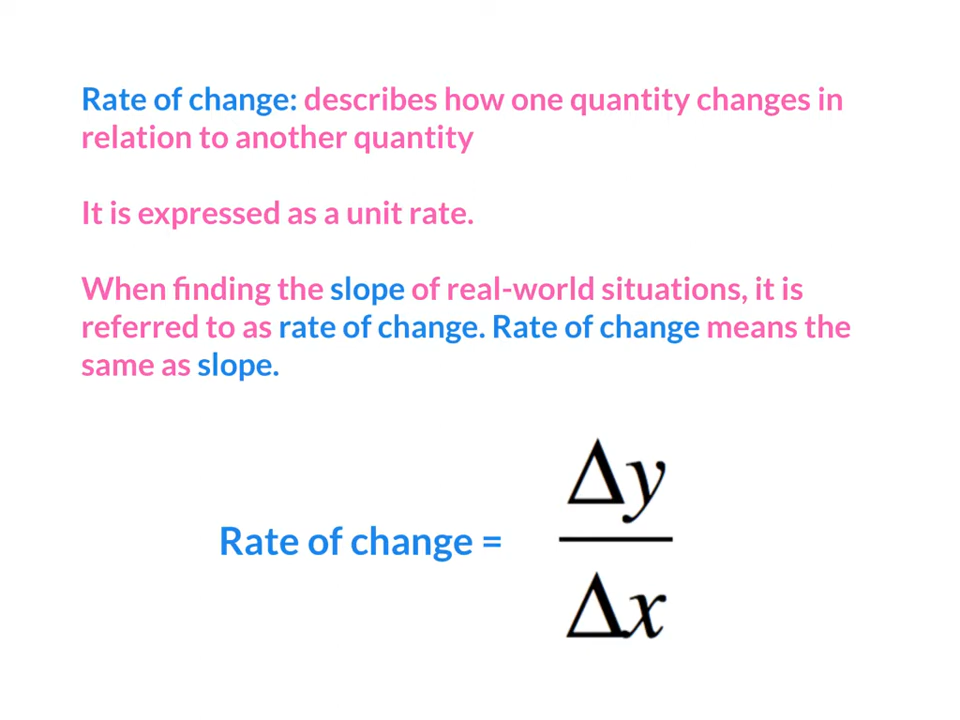 Rate of change: describes how one quantity changes in
relation to another quantity
It is expressed as a unit rate.
When finding the slope of real-world situations, it is
referred to as rate of change. Rate of change means the
same as slope.
Δy
Rate of change =
Δx